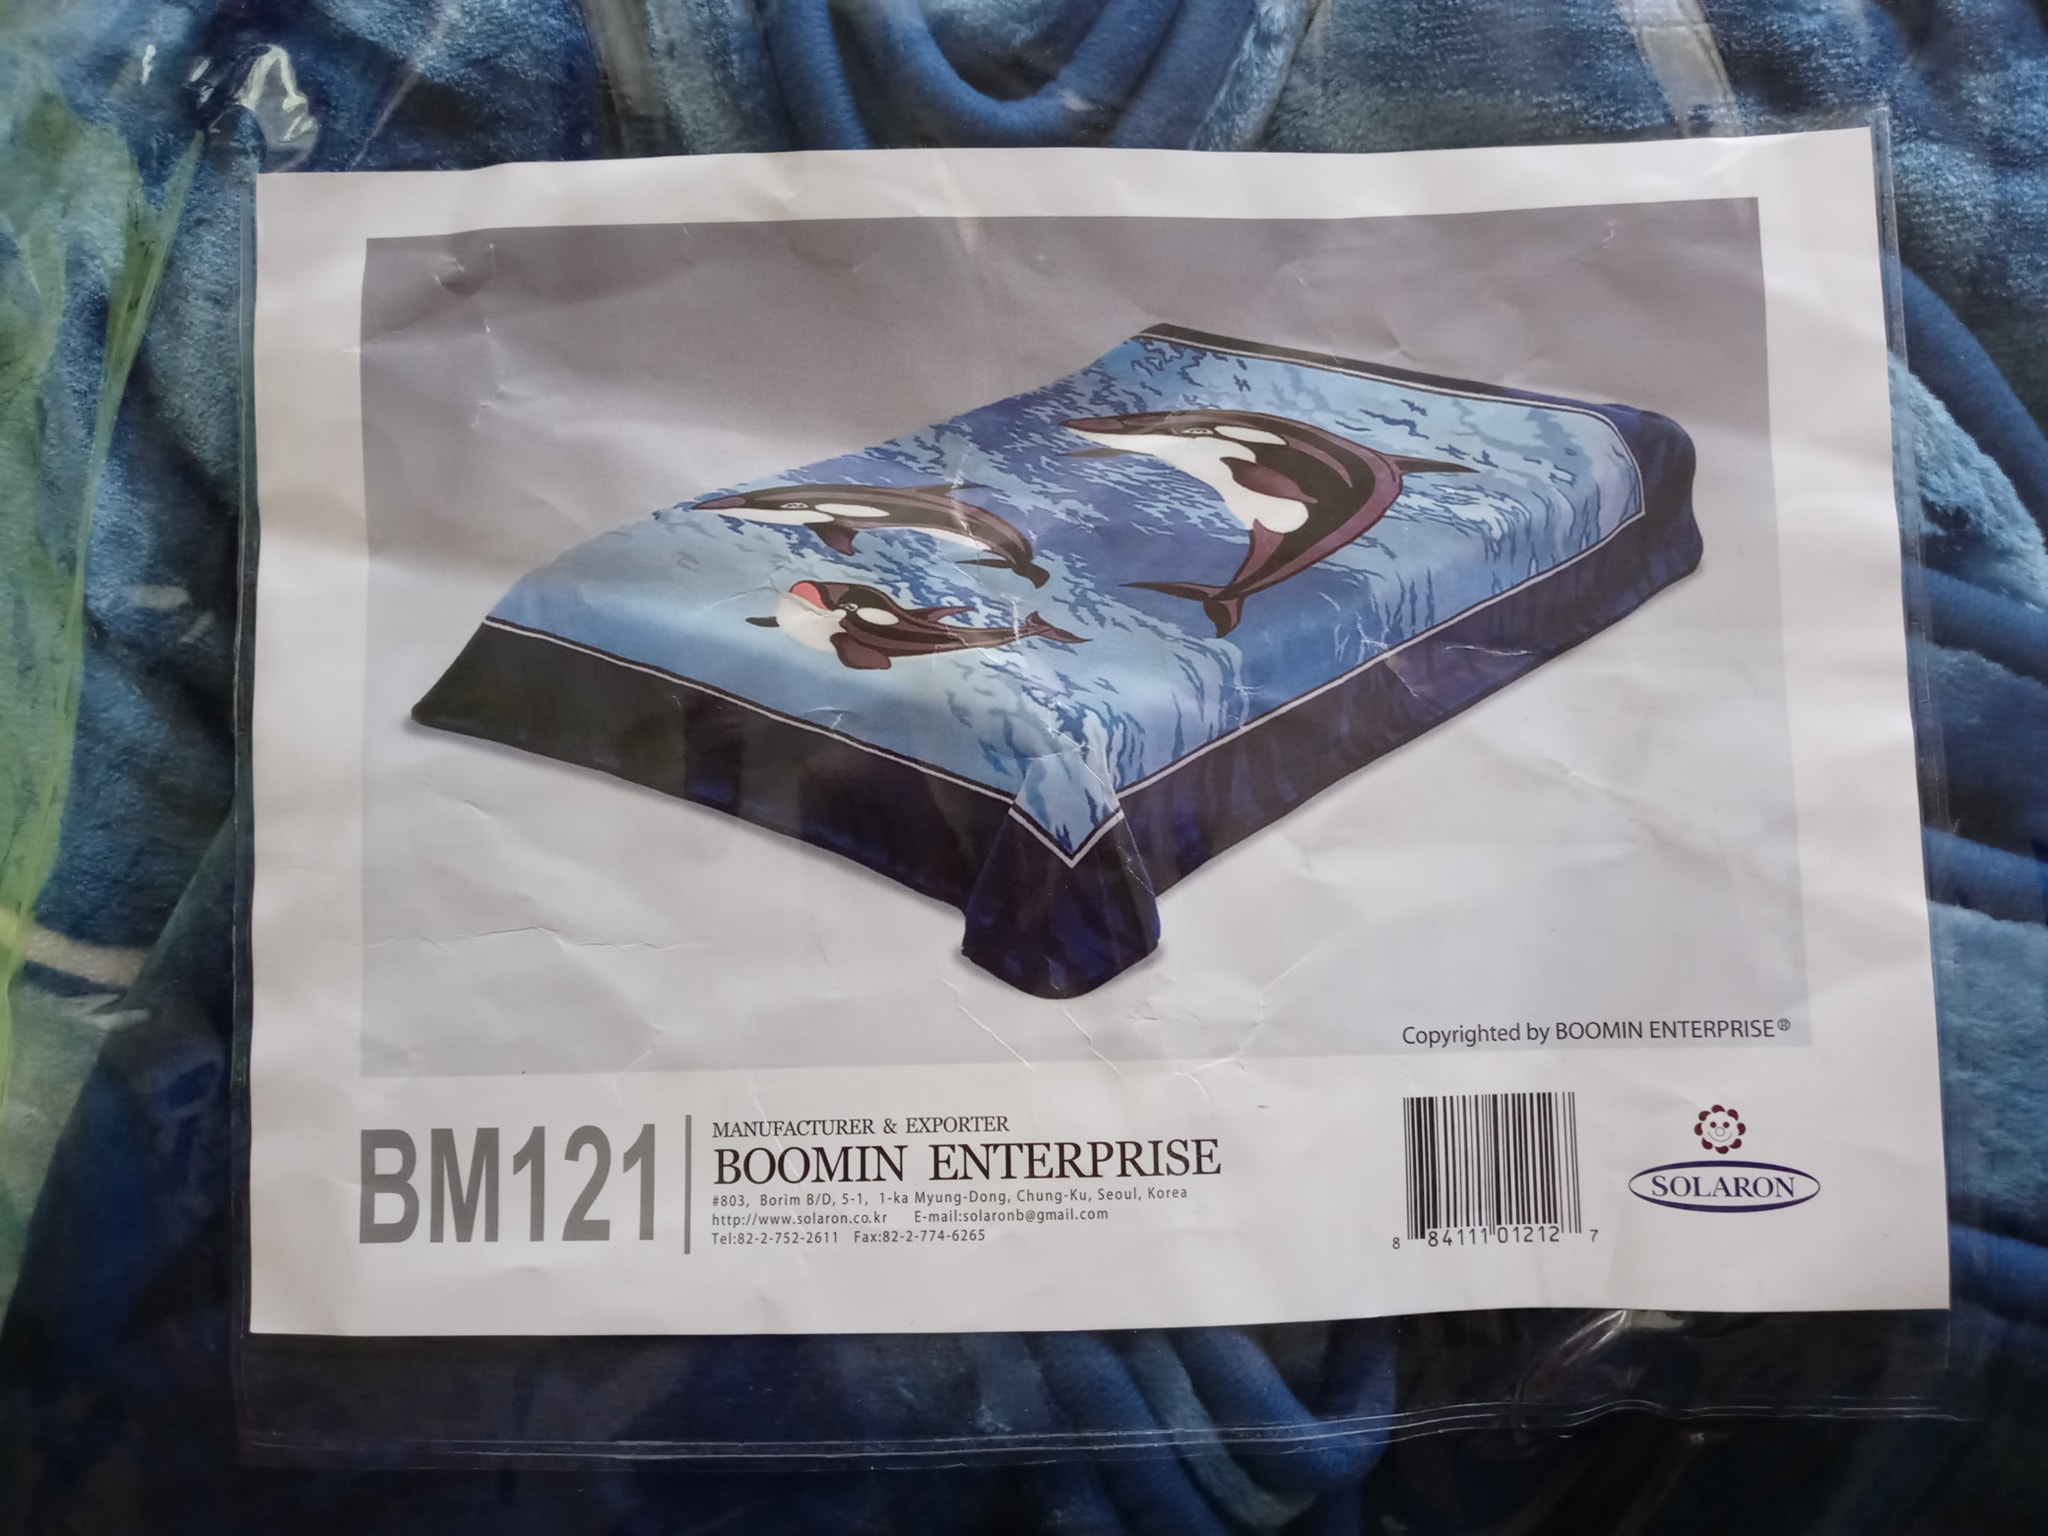 Copyrighted by BOOMIN ENTERPRISE®
BM121
MANUFACTURER & EXPORTER
BOOMIN ENTERPRISE
#803, Borim B/D, 5-1, 1-ka Myung-Dong, Chung-Ku, Seoul, Korea
http://www.solaron.co.kr E-mail:solaronb@gmail.com
Tel:82-2-752-2611 Fax:82-2-774-6265
8 84111 01212 7
SOLARON